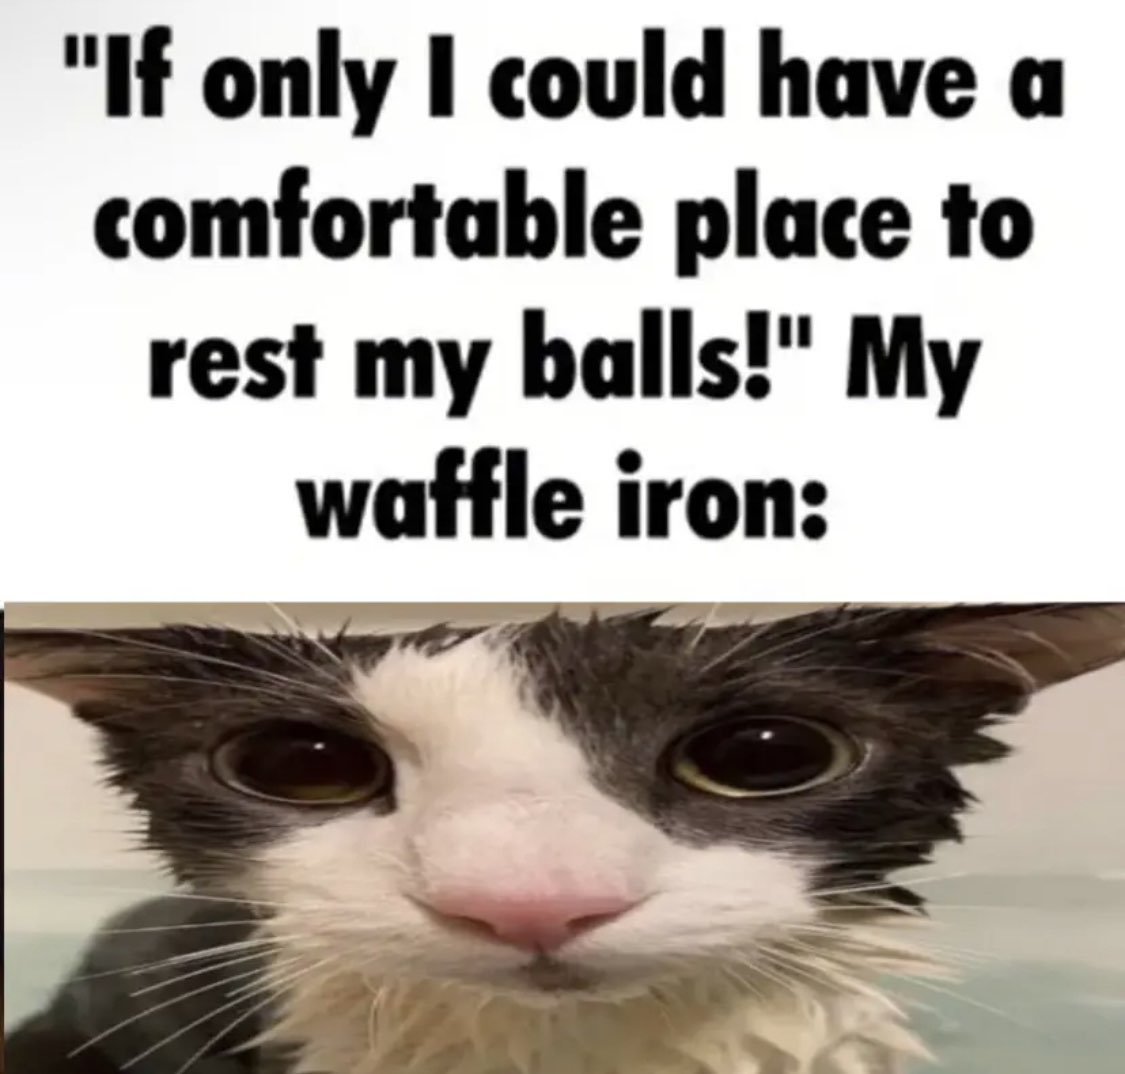 "If only I could have a
comfortable place to
rest my balls!" My
waffle iron: